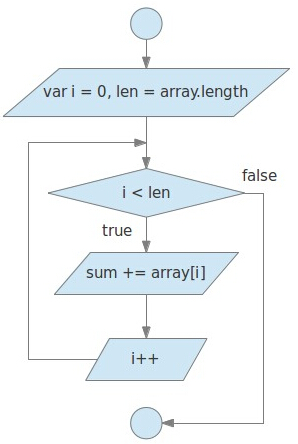 var i = 0, len = array.length
i < len
false
true
sum += array[i]
i++